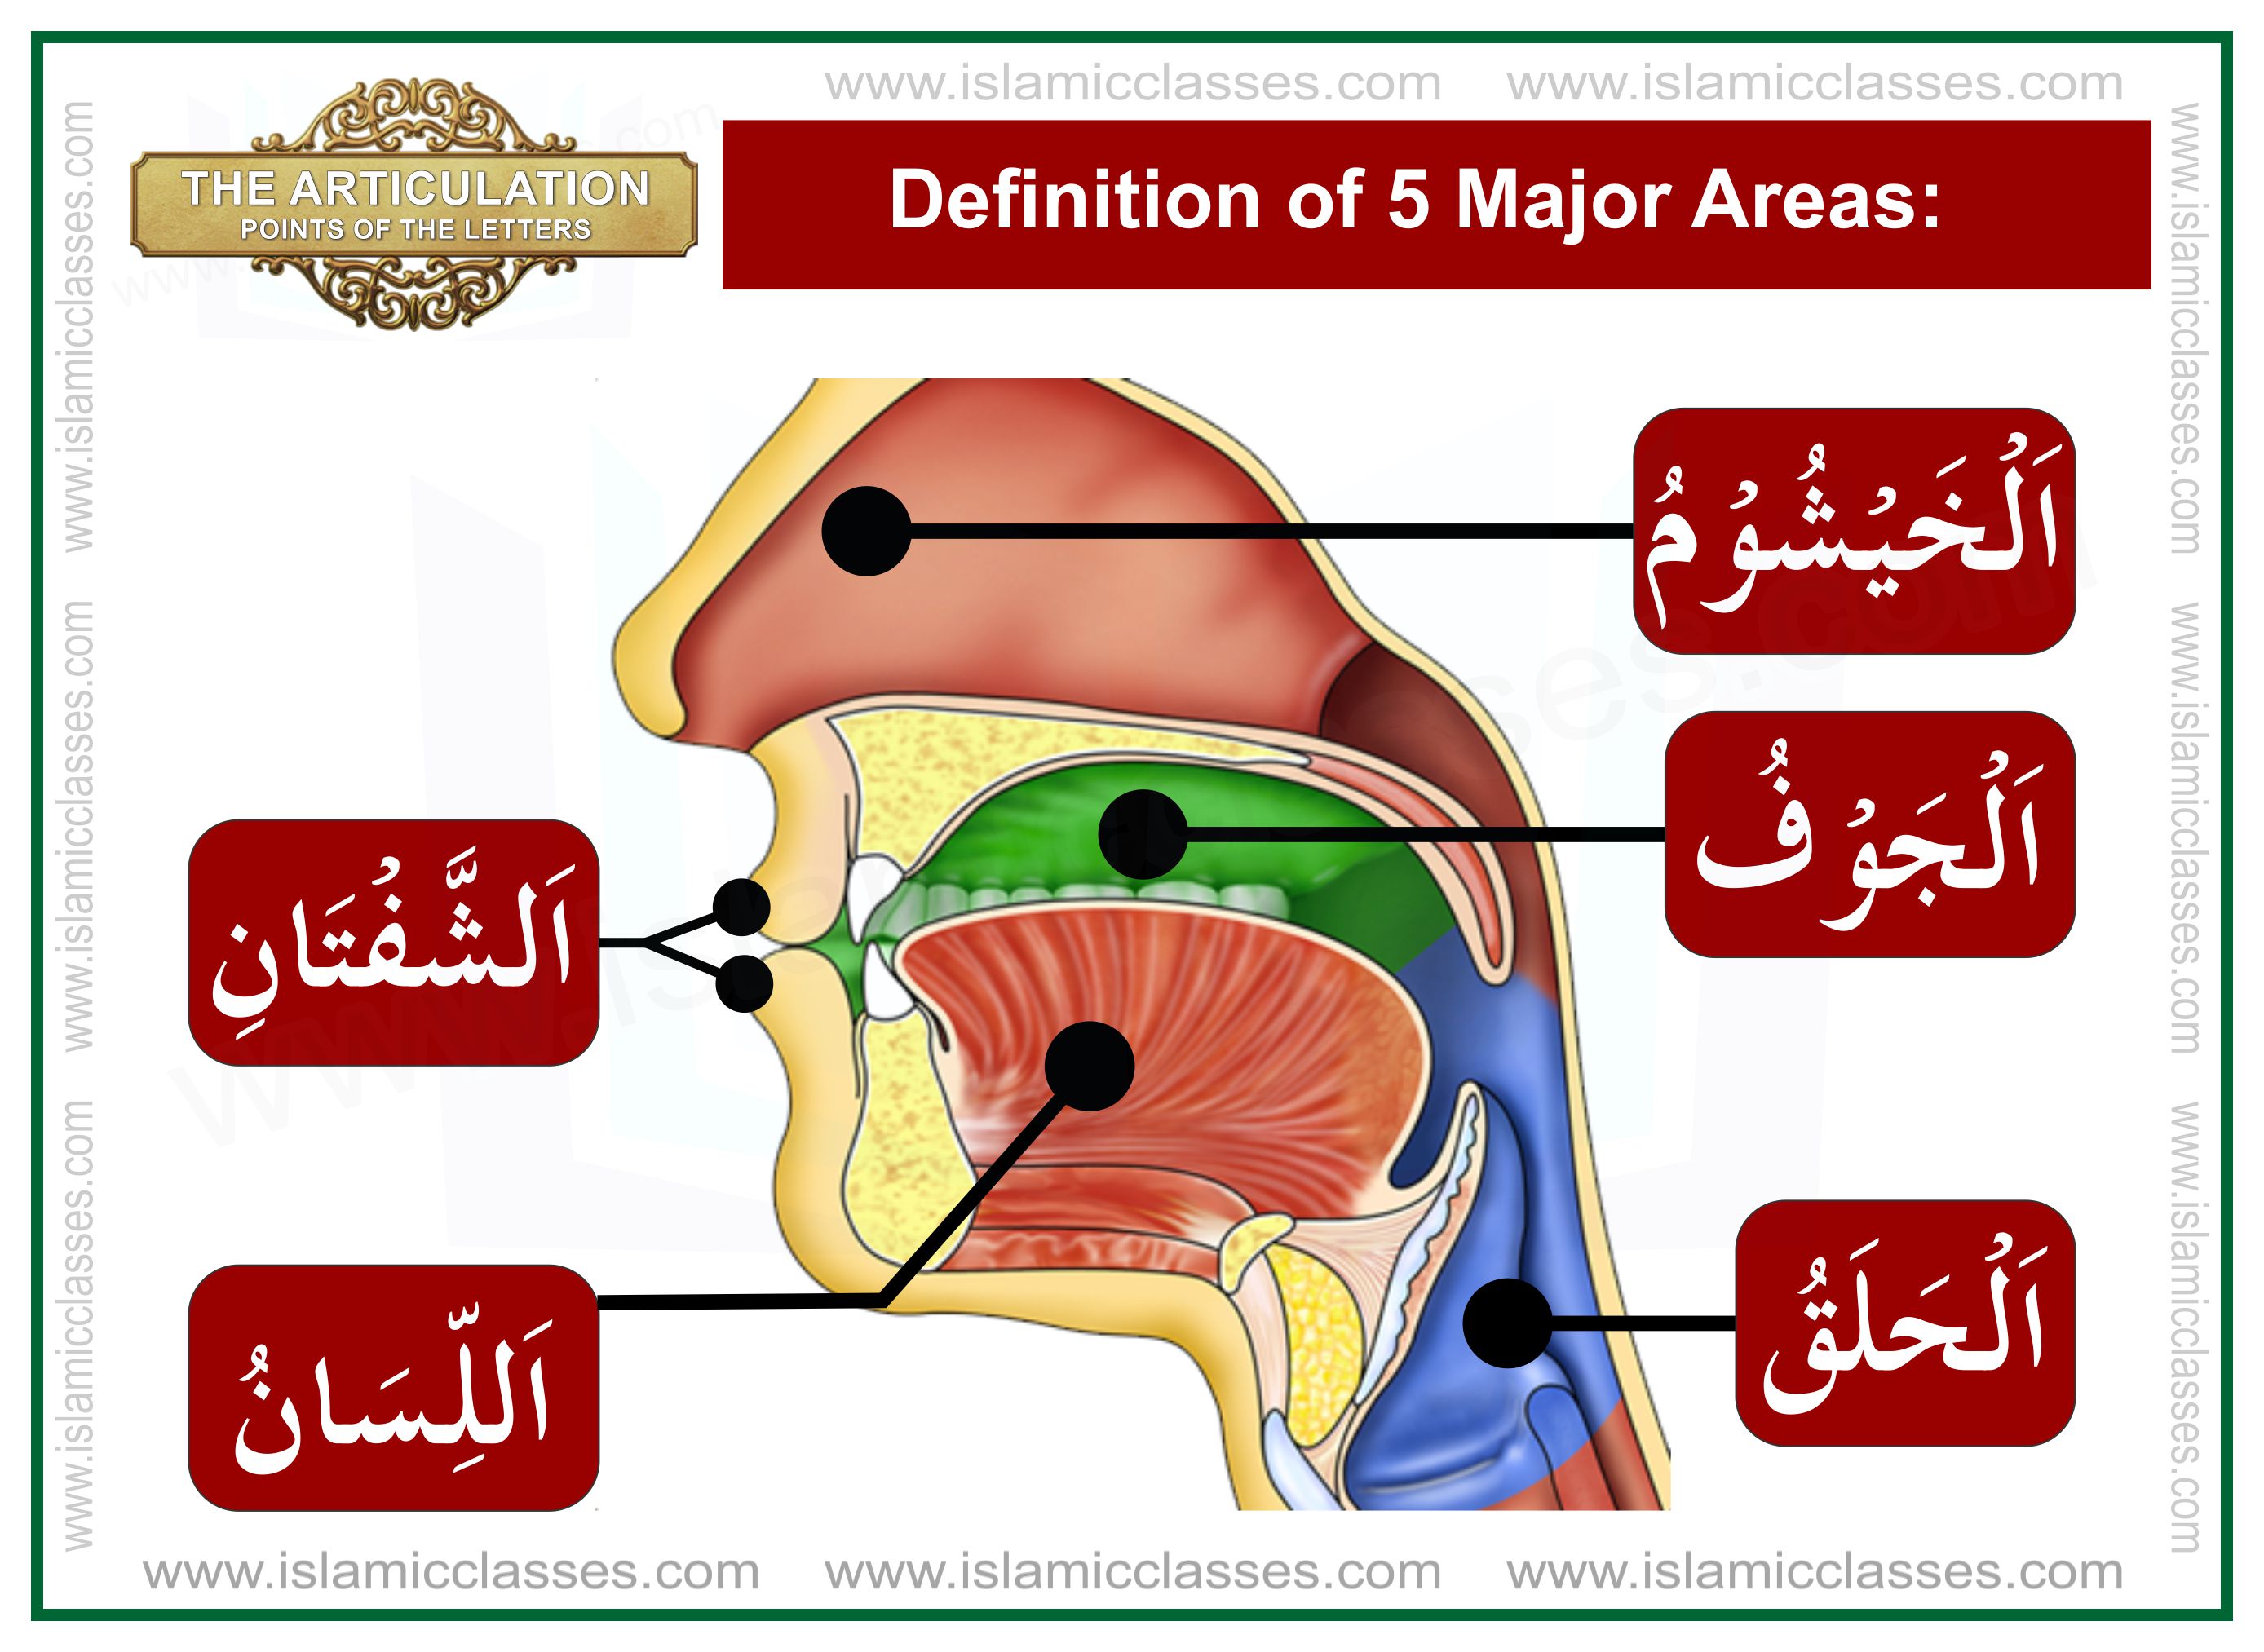 www.islamicclasses.com www.islamicclasses.com
THE ARTICULATION
POINTS OF THE LETTERS
Definition of 5 Major Areas:
اَلْخَيْشُوْمُ
اَلْجَوْفُ
اَلشَّفُتَانِ
اَلْحَلَقُ
اَللِّسَانُ
www.islamicclasses.com www.islamicclasses.com www.islamicclasses.com
www.islamicclasses.com www.islamicclasses.com www.islamicclasses.com
www.islamicclasses.com www.islamicclasses.com www.islamicclasses.com